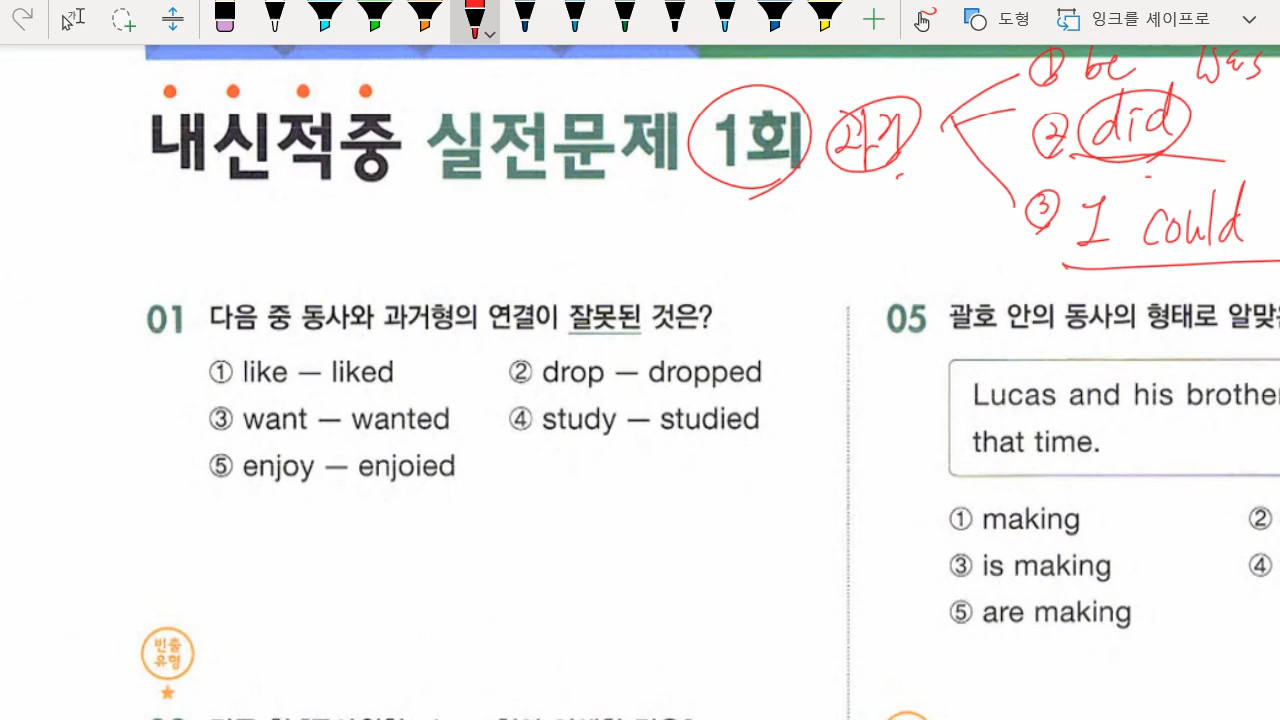 도형
잉크를 셰이프로
내신적중 실전문제 1회 과거
① be was
② did
③ I could
01 다음 중 동사와 과거형의 연결이 잘못된 것은?
① like — liked ② drop — dropped
③ want — wanted ④ study — studied
⑤ enjoy — enjoied
빈출
유형
05 괄호 안의 동사의 형태로 알맞은
Lucas and his brother
that time.
① making ②
③ is making ④
⑤ are making